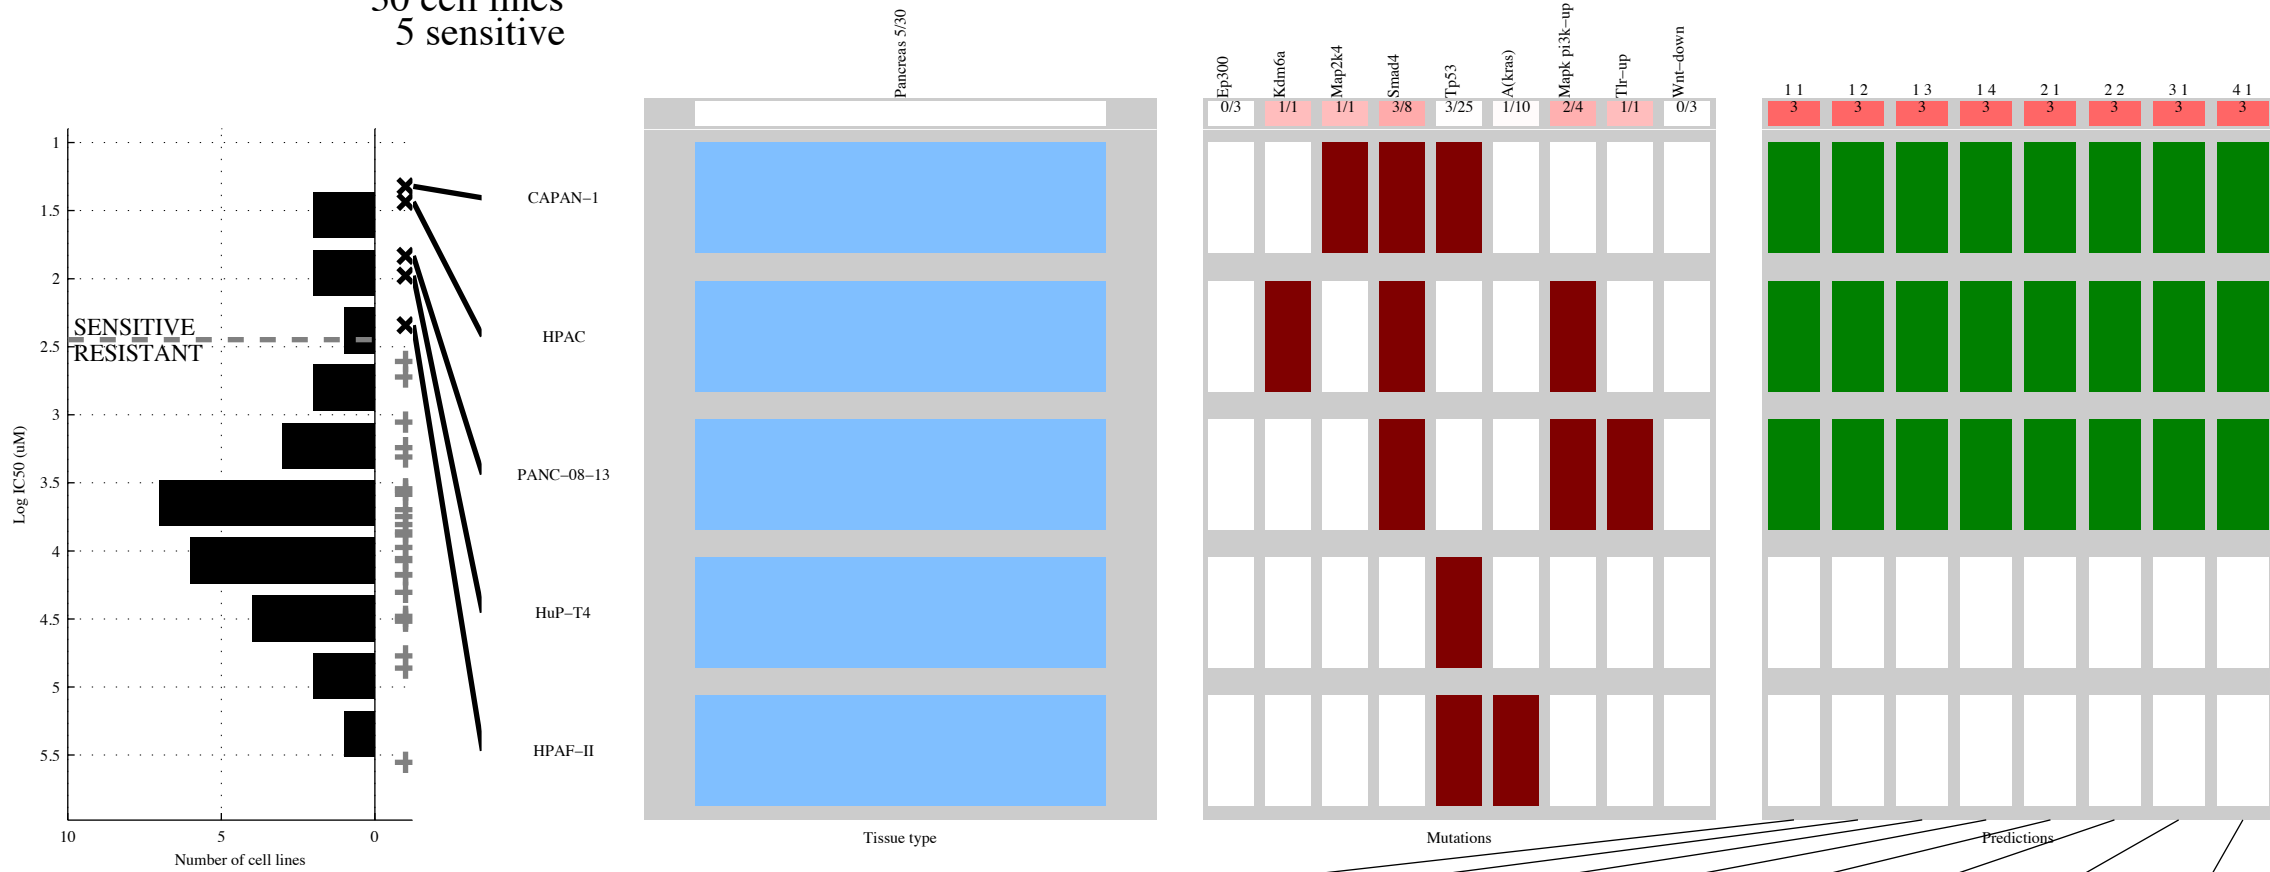 30 cell lines
5 sensitive
Pancreas 5/30
Ep300
Kdm6a
Map2k4
Smad4
Tp53
A(kras)
Mapk pi3k−up
Tlr−up
Wnt−down
0/3 1/1 1/1 3/8 3/25 1/10 2/4 1/1 0/3
1 1 1 2 1 3 1 4 2 1 2 2 3 1 4 1
3 3 3 3 3 3 3 3
1
1.5
2
2.5
3
3.5
4
4.5
5
5.5
Log IC50 (uM)
SENSITIVE
RESISTANT
CAPAN−1
HPAC
PANC−08−13
HuP−T4
HPAF−II
10 5 0
Number of cell lines
Tissue type
Mutations
Predictions